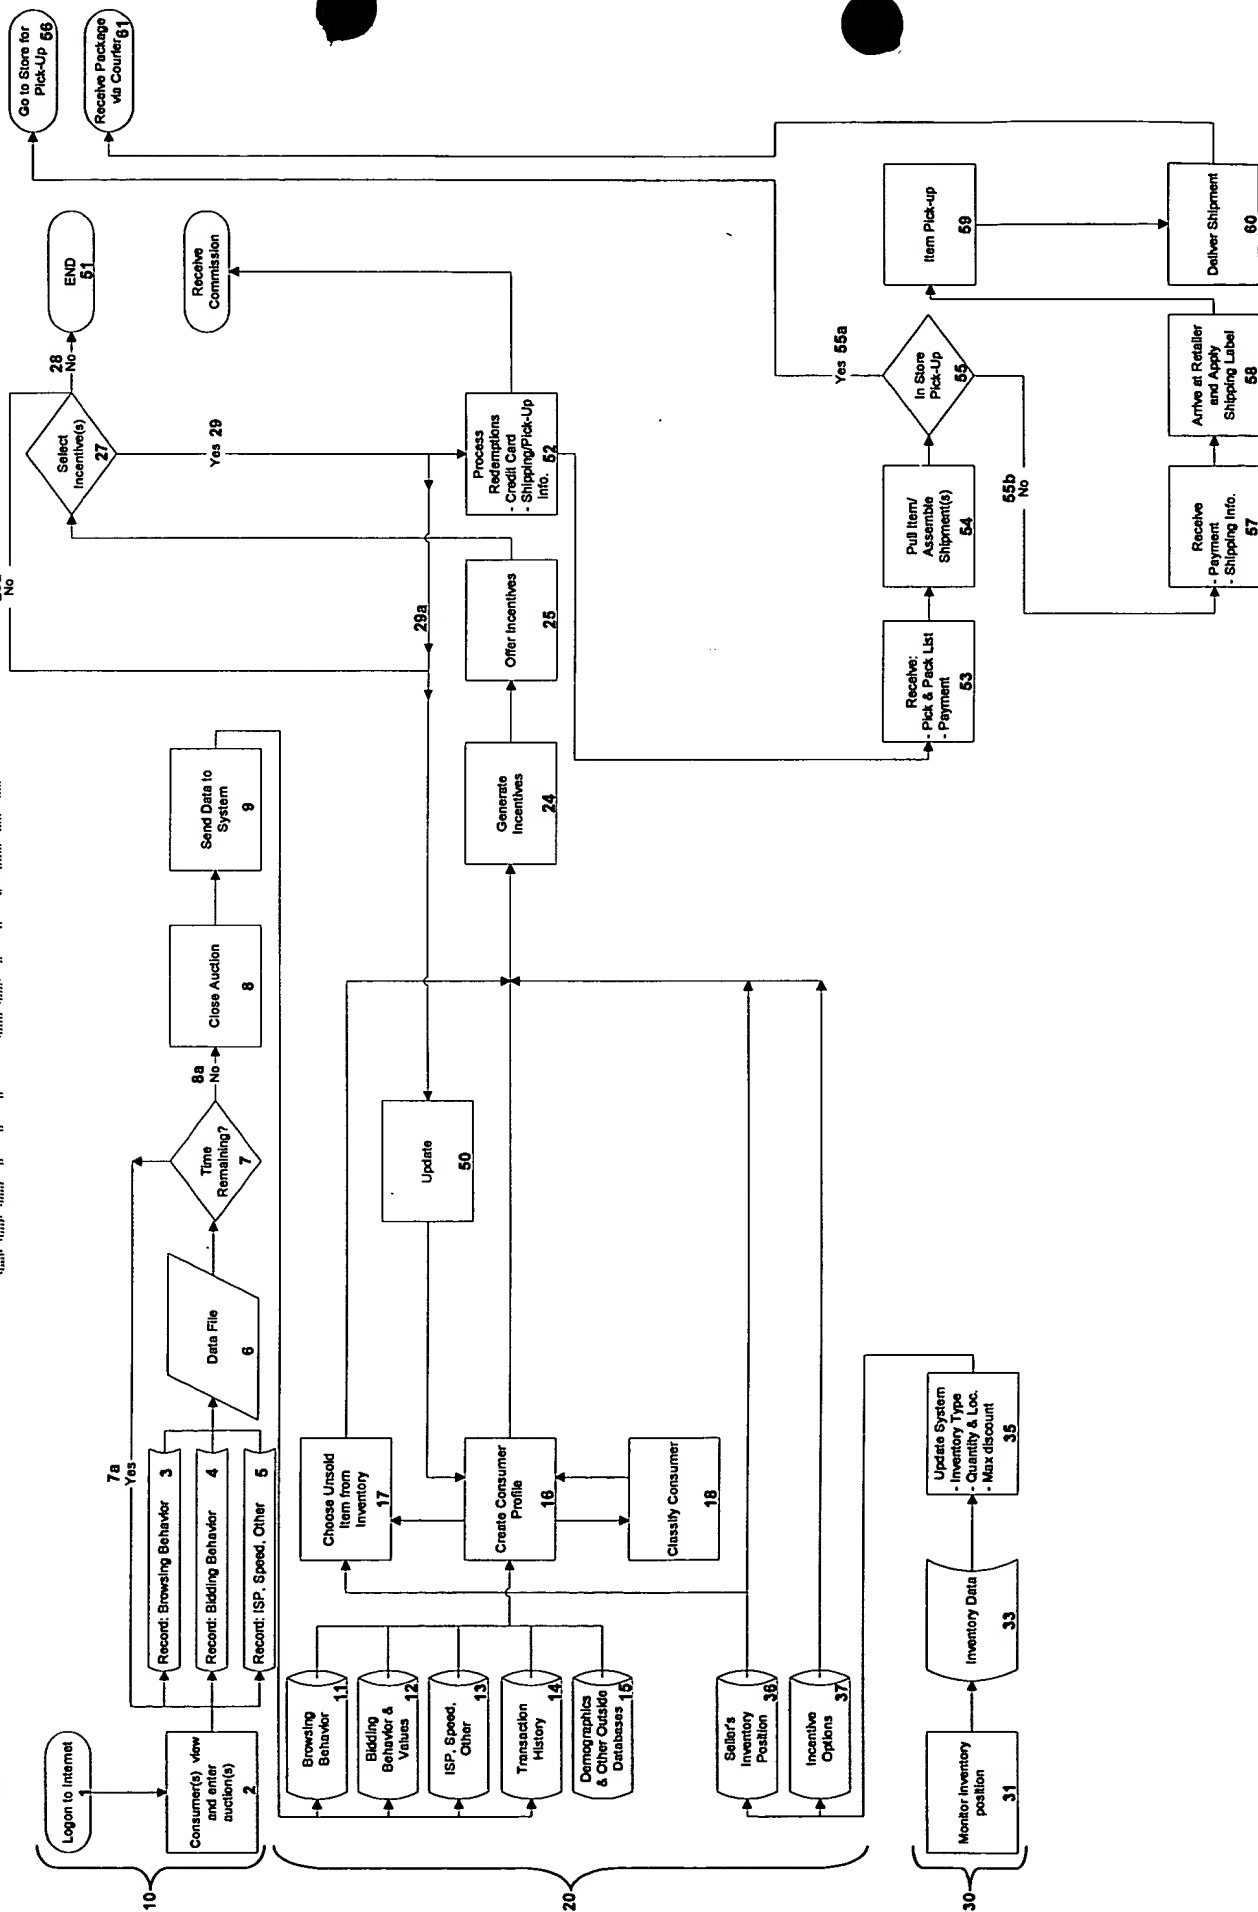 Go to Store for
Pick-Up 56
Receive Package
via Courier 61
END
51
28
No
Select
Incentive(s)
27
No
Yes 29
Receive
Commission
Process
Redemptions
- Credit Card
- Shipping/Pick-Up
Info. 52
29a
Offer Incentives
25
Generate
Incentives
24
Logon to Internet
Consumer(s) view
and enter
auction(s)
2
7a
Yes
Record: Browsing Behavior 3
Record: Bidding Behavior 4
Record: ISP, Speed, Other 5
Data File
6
Time
Remaining?
7
8a
No
Close Auction
8
Send Data to
System
9
10
Browsing
Behavior
11
Bidding
Behavior &
Values
12
ISP, Speed,
Other
13
Transaction
History
14
Demographics
& Other Outside
Databases
15
Choose Unsold
Item from
Inventory
17
Create Consumer
Profile
16
Classify Consumer
18
Update
50
Seller's
Inventory
Position
36
Incentive
Options
37
20
Monitor inventory
position
31
Inventory Data
33
Update System
- Inventory Type
- Quantity & Loc.
- Max discount
35
30
Receive:
- Pick & Pack List
- Payment
53
Pull Item/
Assemble
Shipment(s)
54
In Store
Pick-Up
55
Yes 55a
55b
No
Receive
- Payment
- Shipping Info.
57
Arrive at Retailer
and Apply
Shipping Label
58
Item Pick-up
59
Deliver Shipment
60